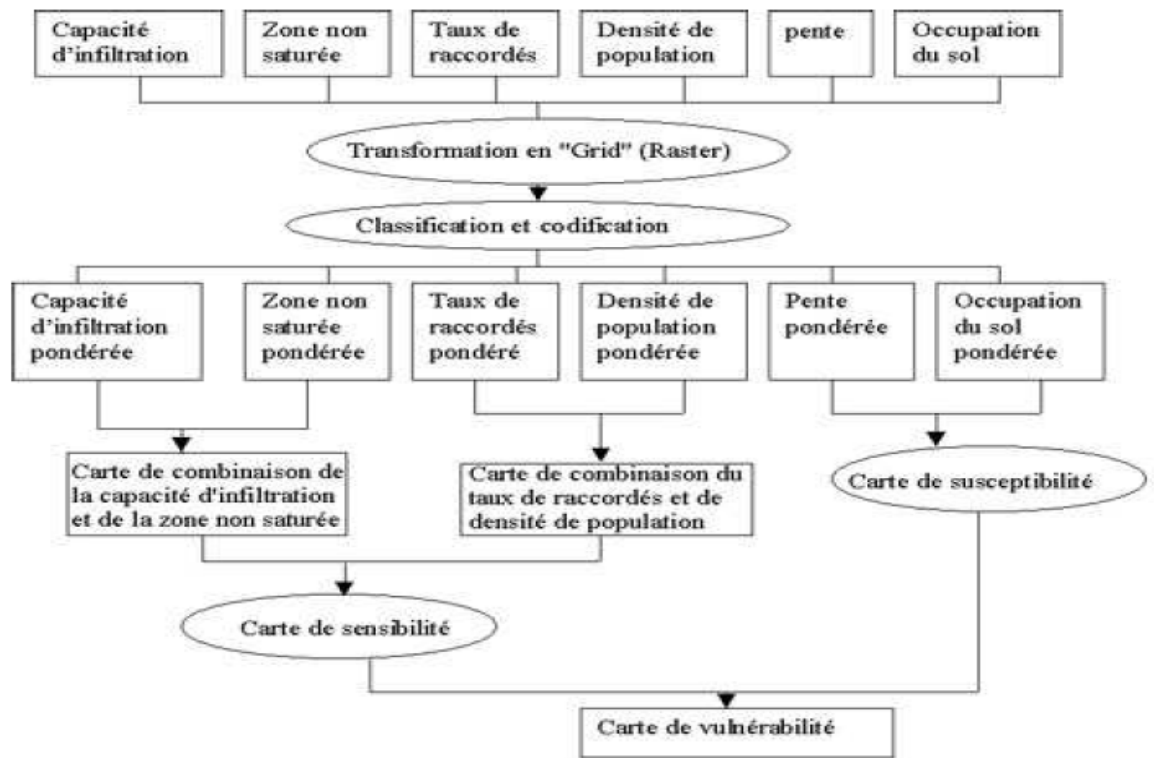 Capacité
d'infiltration
Zone non
saturée
Taux de
raccordés
Densité de
population
pente
Occupation
du sol
Transformation en "Grid" (Raster)
Classification et codification
Capacité
d'infiltration
pondérée
Zone non
saturée
pondérée
Taux de
raccordés
pondéré
Densité de
population
pondérée
Pente
pondérée
Occupation
du sol
pondérée
Carte de combinaison de
la capacité d'infiltration
et de la zone non saturée
Carte de combinaison du
taux de raccordés et de
densité de population
Carte de susceptibilité
Carte de sensibilité
Carte de vulnérabilité